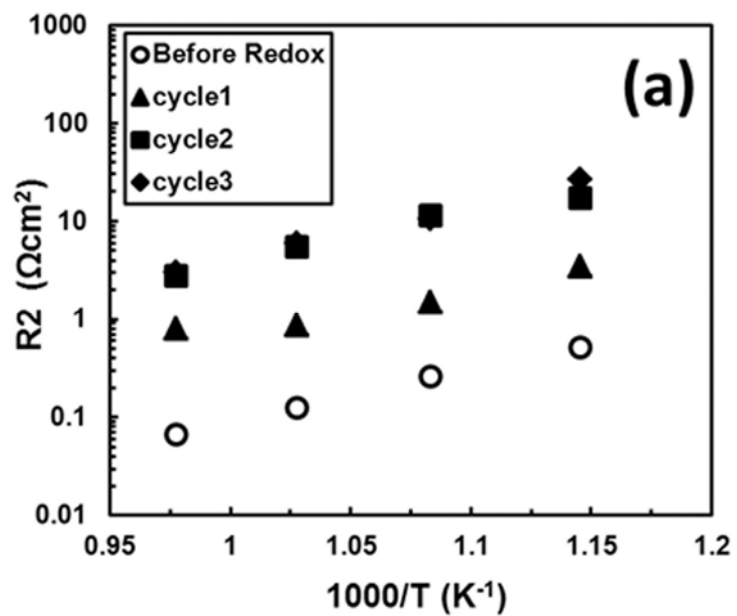 1000
100
10
1
0.1
0.01
R2 (Ωcm²)
Before Redox
cycle1
cycle2
cycle3
(a)
0.95 1 1.05 1.1 1.15 1.2
1000/T (K⁻¹)